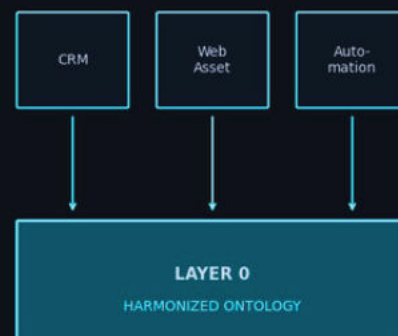 CRM
Web
Asset
Auto-
mation
LAYER 0
HARMONIZED ONTOLOGY